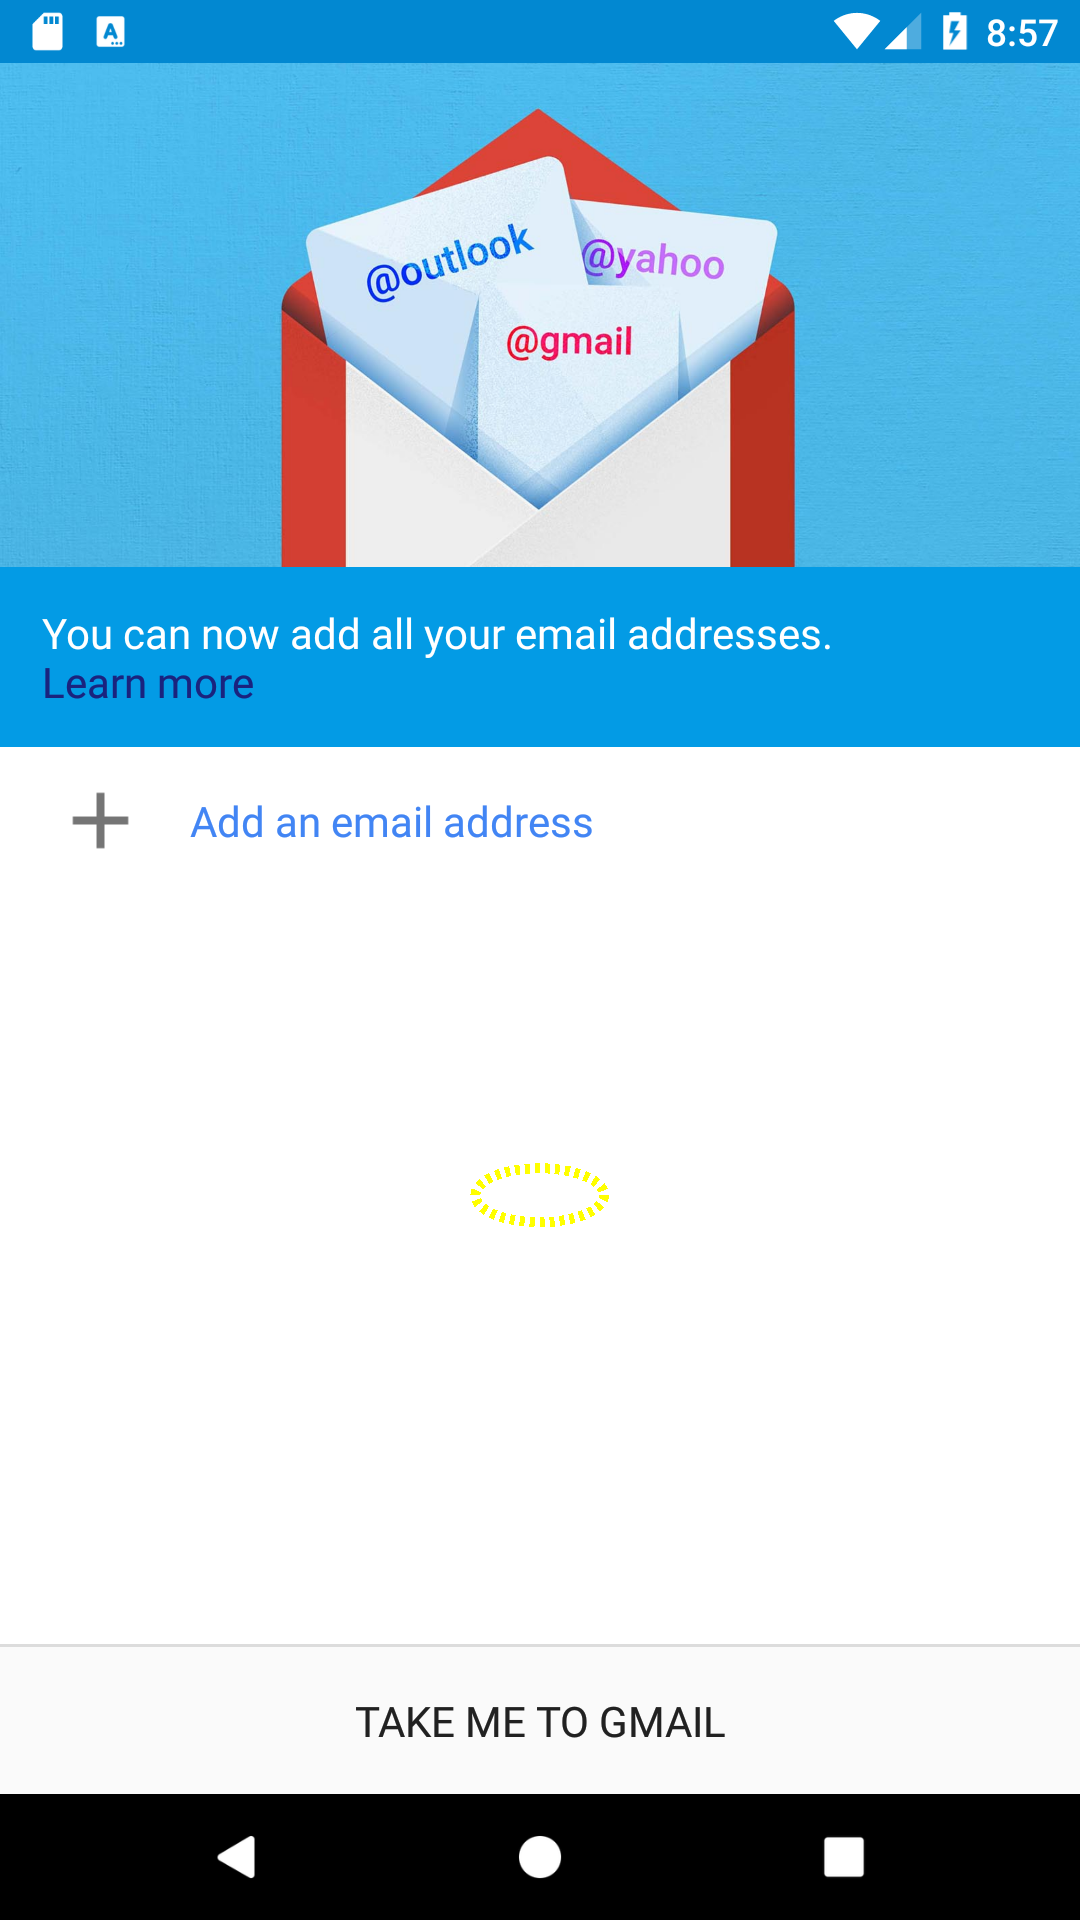 8:57
@outlook
@yahoo
@gmail
You can now add all your email addresses.
Learn more
Add an email address
TAKE ME TO GMAIL